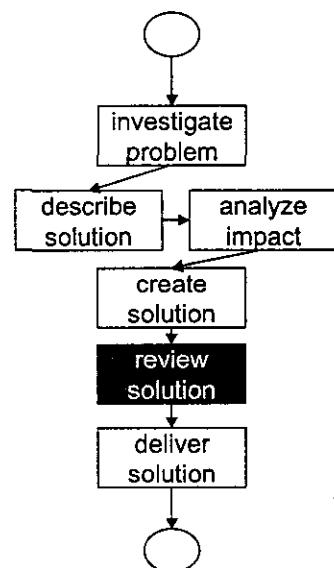 investigate
problem
describe
solution
analyze
impact
create
solution
review
solution
deliver
solution